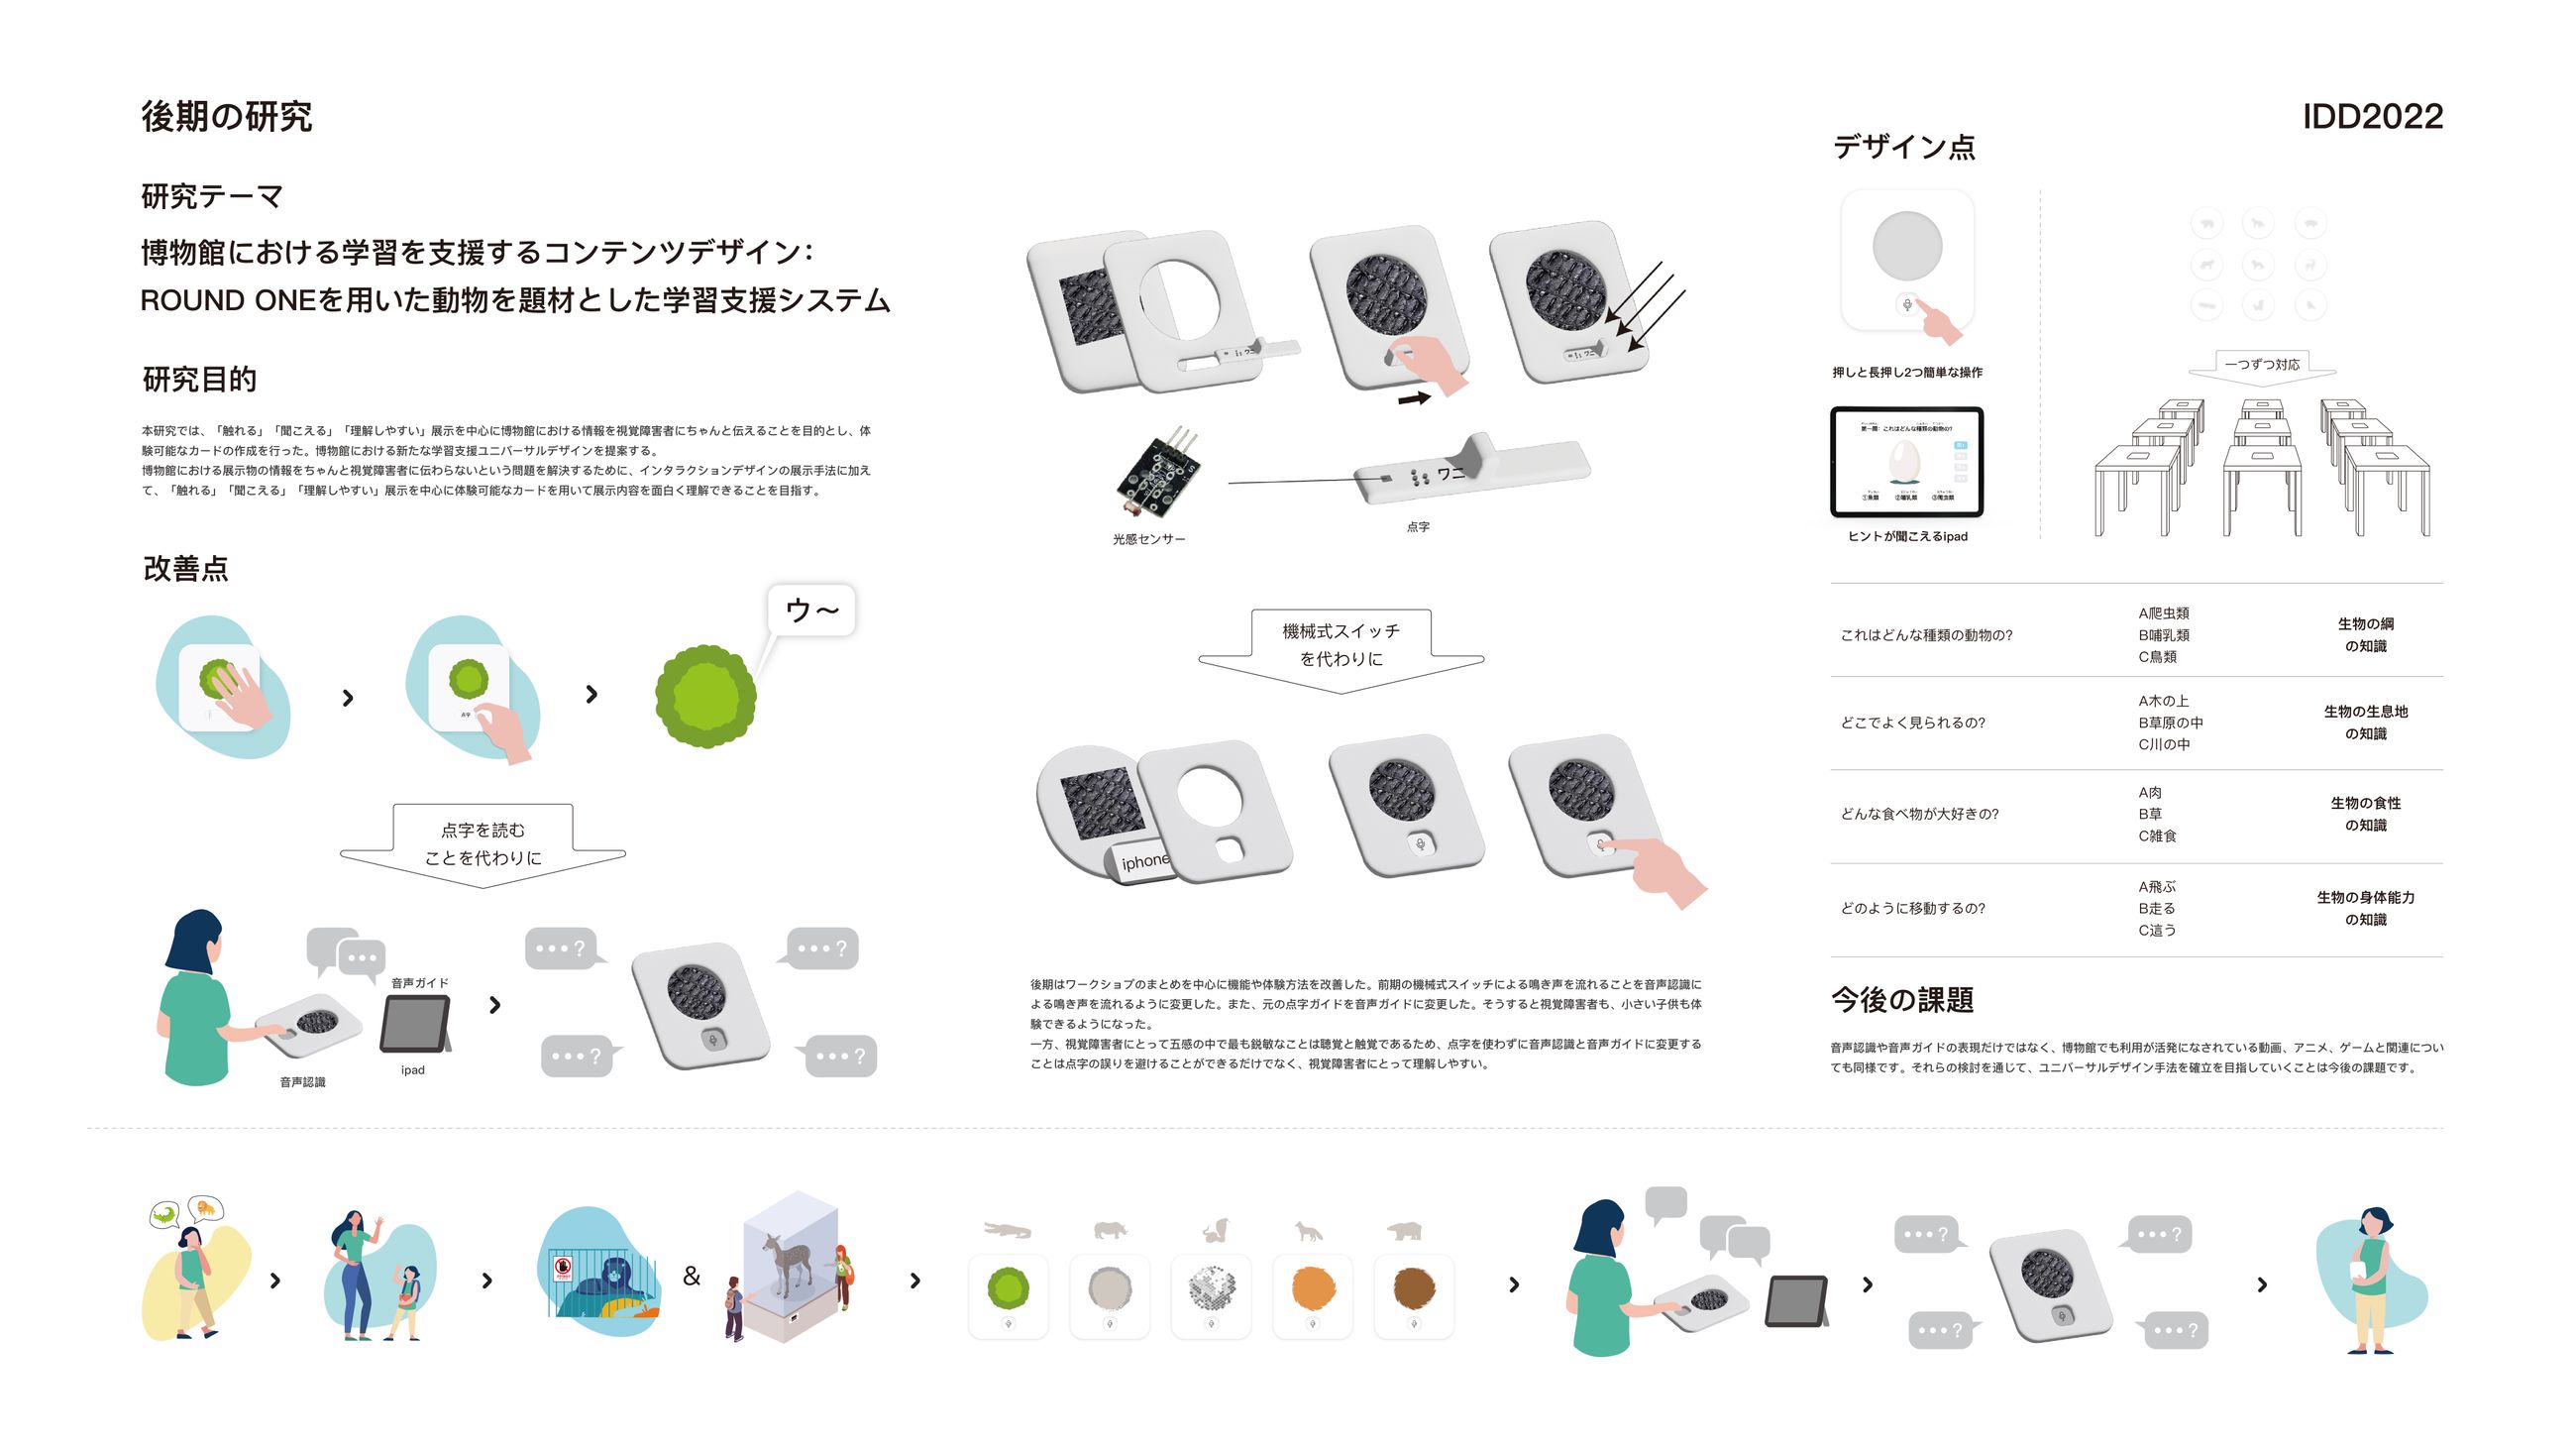 後期の研究
IDD2022
研究テーマ
博物館における学習を支援するコンテンツデザイン：
ROUND ONEを用いた動物を題材とした学習支援システム
研究目的
本研究では、「触れる」「聞こえる」「理解しやすい」展示を中心に博物館における情報を視覚障害者にちゃんと伝えることを目的とし、体
験可能なカードの作成を行った。博物館における新たな学習支援ユニバーサルデザインを提案する。
博物館における展示物の情報をちゃんと視覚障害者に伝わらないという問題を解決するために、インタラクションデザインの展示手法に加え
て、「触れる」「聞こえる」「理解しやすい」展示を中心に体験可能なカードを用いて展示内容を面白く理解できることを目指す。
改善点
点字
ウ～
点字を読む
ことを代わりに
音声ガイド
音声認識
ipad
...?
...?
...?
...?
ワニ
ワニ
ワニ
光感センサー
点字
機械式スイッチ
を代わりに
iphone
後期はワークショプのまとめを中心に機能や体験方法を改善した。前期の機械式スイッチによる鳴き声を流れることを音声認識に
よる鳴き声を流れるように変更した。また、元の点字ガイドを音声ガイドに変更した。そうすると視覚障害者も、小さい子供も体
験できるようになった。
一方、視覚障害者にとって五感の中で最も鋭敏なことは聴覚と触覚であるため、点字を使わずに音声認識と音声ガイドに変更する
ことは点字の誤りを避けることができるだけでなく、視覚障害者にとって理解しやすい。
デザイン点
押しと長押し2つ簡単な操作
第一問：これはどんな種類の動物の?
①魚類 ②哺乳類 ③爬虫類
ヒントが聞こえるipad
一つずつ対応
これはどんな種類の動物の?
A爬虫類
B哺乳類
C鳥類
生物の綱
の知識
どこでよく見られるの?
A木の上
B草原の中
C川の中
生物の生息地
の知識
どんな食べ物が大好きの?
A肉
B草
C雑食
生物の食性
の知識
どのように移動するの?
A飛ぶ
B走る
C這う
生物の身体能力
の知識
今後の課題
音声認識や音声ガイドの表現だけではなく、博物館でも利用が活発になされている動画、アニメ、ゲームと関連につい
ても同様です。それらの検討を通じて、ユニバーサルデザイン手法を確立を目指していくことは今後の課題です。
&
...?
...?
...?
...?